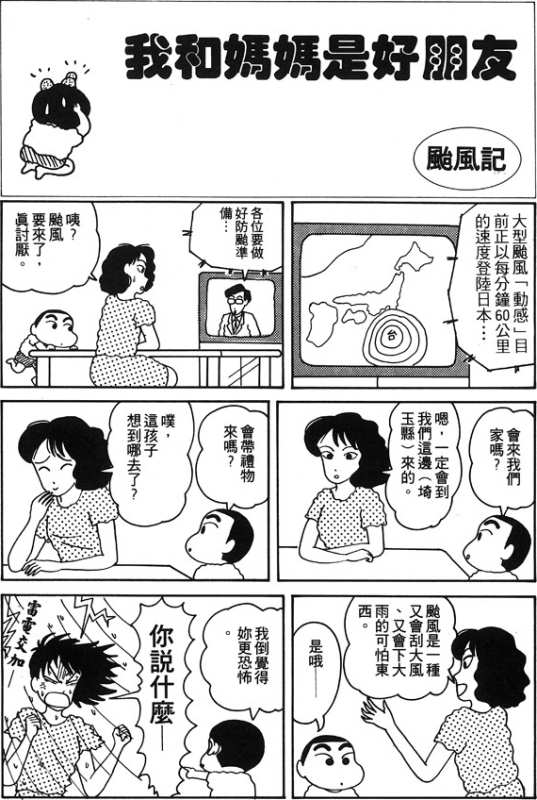 我和媽媽是好朋友
颱風記
大型颱風「動感」目
前正以每分鐘60公里
的速度登陸日本…
台
各位要做
好防颱準
備…
咦？
颱風
要來了，
眞討厭。
會來我們
家嗎？
嗯，一定會到
我們這邊（埼
玉縣）來的。
會帶禮物
來嗎？
噗，
這孩子
想到哪去了？
颱風是一種
又會刮大風
、又會下大
雨的可怕東
西。
是哦……
我倒覺得
妳更恐怖
。
你説什麼—
雷電交加